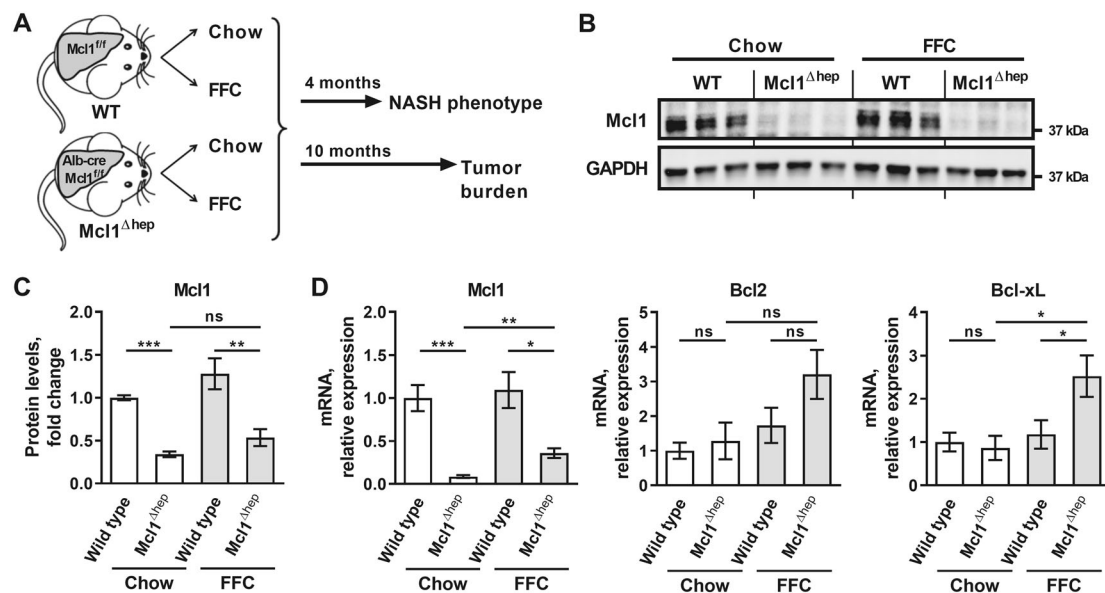 A
Mcl1f/f
WT
Chow
FFC
Alb-cre
Mcl1f/f
Mcl1Δhep
Chow
FFC
4 months
NASH phenotype
10 months
Tumor
burden
B
Chow FFC
WT Mcl1Δhep WT Mcl1Δhep
Mcl1
37 kDa
GAPDH
37 kDa
C
Mcl1
Protein levels,
fold change
2.0
1.5
1.0
0.5
0.0
ns
*** **
Wild type Mcl1Δhep Wild type Mcl1Δhep
Chow FFC
D
Mcl1
mRNA,
relative expression
2.0
1.5
1.0
0.5
0.0
**
*** *
Wild type Mcl1Δhep Wild type Mcl1Δhep
Chow FFC
Bcl2
mRNA,
relative expression
5
4
3
2
1
0
ns
ns ns
Wild type Mcl1Δhep Wild type Mcl1Δhep
Chow FFC
Bcl-xL
mRNA,
relative expression
4
3
2
1
0
*
ns *
Wild type Mcl1Δhep Wild type Mcl1Δhep
Chow FFC